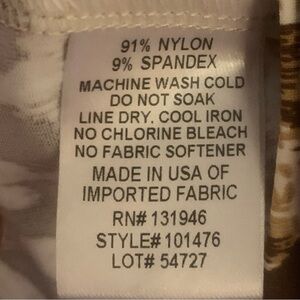 91% NYLON
9% SPANDEX
MACHINE WASH COLD
DO NOT SOAK
LINE DRY. COOL IRON
NO CHLORINE BLEACH
NO FABRIC SOFTENER
MADE IN USA OF
IMPORTED FABRIC
RN# 131946
STYLE# 101476
LOT# 54727